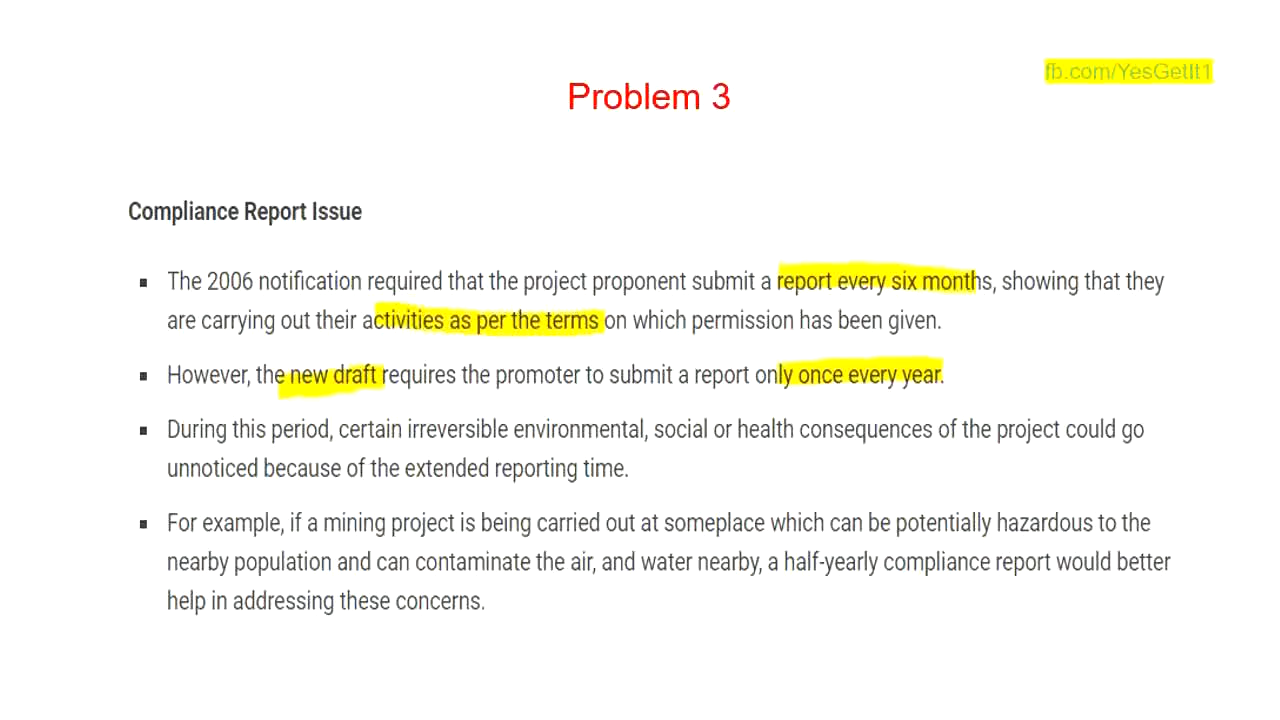 fb.com/YesGetIt1
Problem 3
Compliance Report Issue
▪ The 2006 notification required that the project proponent submit a report every six months, showing that they
are carrying out their activities as per the terms on which permission has been given.
▪ However, the new draft requires the promoter to submit a report only once every year.
▪ During this period, certain irreversible environmental, social or health consequences of the project could go
unnoticed because of the extended reporting time.
▪ For example, if a mining project is being carried out at someplace which can be potentially hazardous to the
nearby population and can contaminate the air, and water nearby, a half-yearly compliance report would better
help in addressing these concerns.